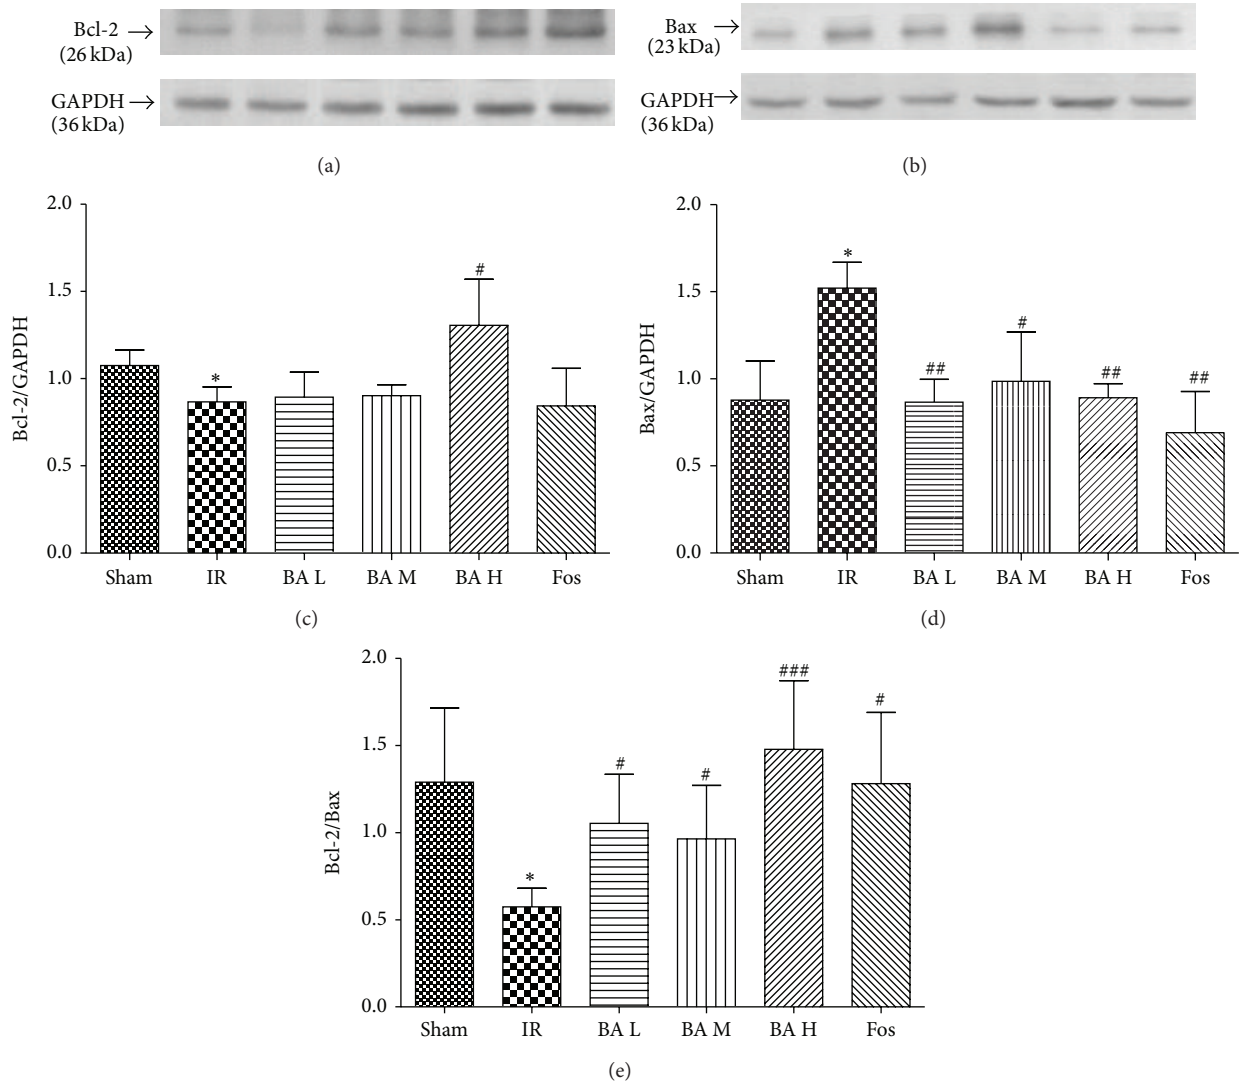 Bcl-2
(26 kDa)
GAPDH
(36 kDa)
(a)
Bax
(23 kDa)
GAPDH
(36 kDa)
(b)
2.0
1.5
1.0
0.5
0.0
Bcl-2/GAPDH
*
#
Sham IR BA L BA M BA H Fos
(c)
2.0
1.5
1.0
0.5
0.0
Bax/GAPDH
*
##
#
##
##
Sham IR BA L BA M BA H Fos
(d)
2.0
1.5
1.0
0.5
0.0
Bcl-2/Bax
*
#
#
###
#
Sham IR BA L BA M BA H Fos
(e)